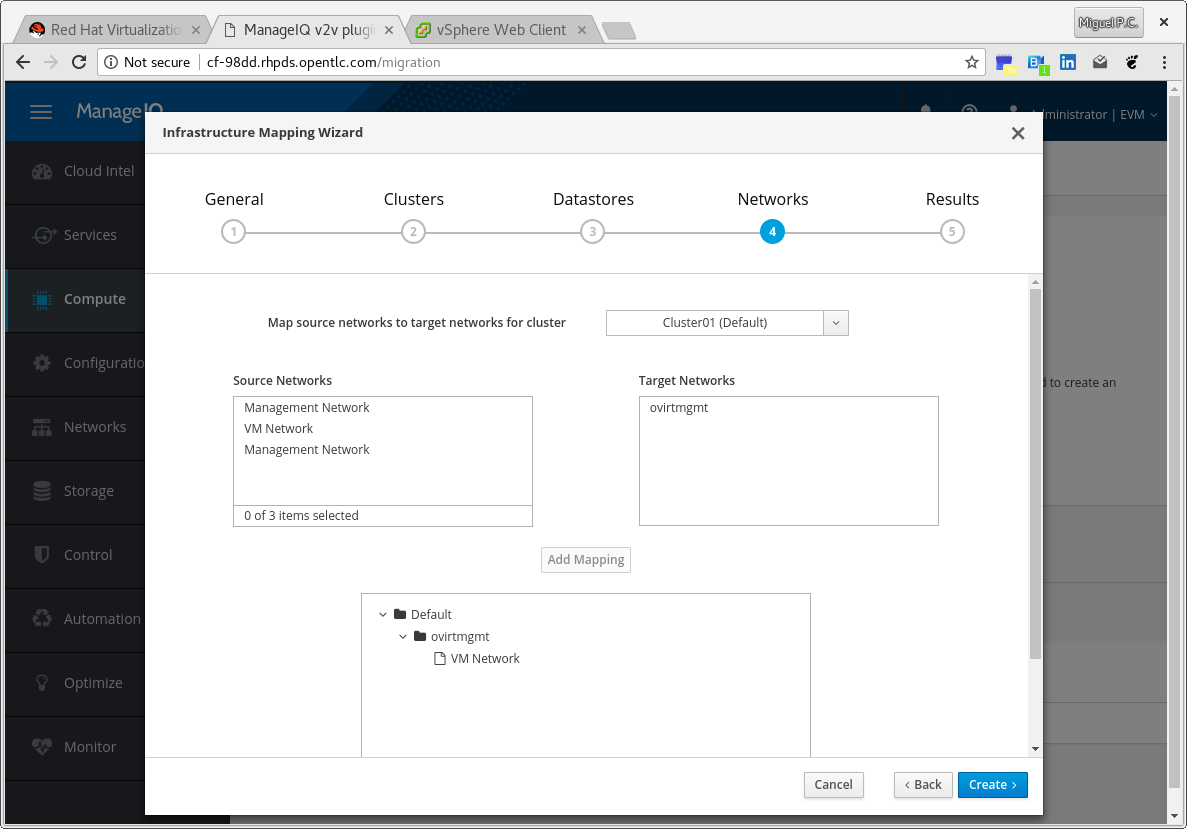 Red Hat Virtualizatio
ManageIQ v2v plugi
vSphere Web Client
Miguel P.C.
Not secure
cf-98dd.rhpds.opentlc.com/migration
1
ManageIQ
Administrator | EVM
Cloud Intel
Services
Compute
Configuratio
Networks
Storage
Control
Automation
Optimize
Monitor
d to create an
Infrastructure Mapping Wizard
General
Clusters
Datastores
Networks
Results
1
2
3
4
5
Map source networks to target networks for cluster
Cluster01 (Default)
Source Networks
Target Networks
Management Network
VM Network
Management Network
0 of 3 items selected
ovirtmgmt
Add Mapping
Default
ovirtmgmt
VM Network
Cancel
‹ Back
Create ›